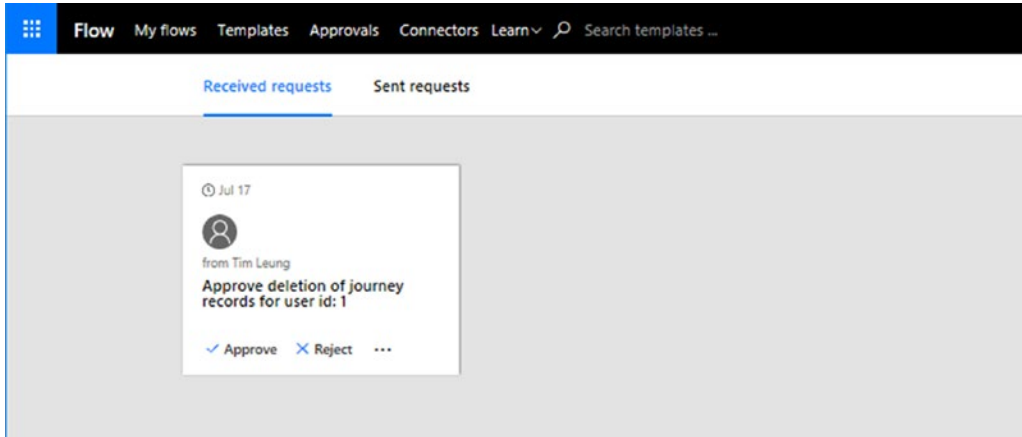 Flow My flows Templates Approvals Connectors Learn Search templates ...
Received requests Sent requests
Jul 17
from Tim Leung
Approve deletion of journey
records for user id: 1
Approve Reject ...